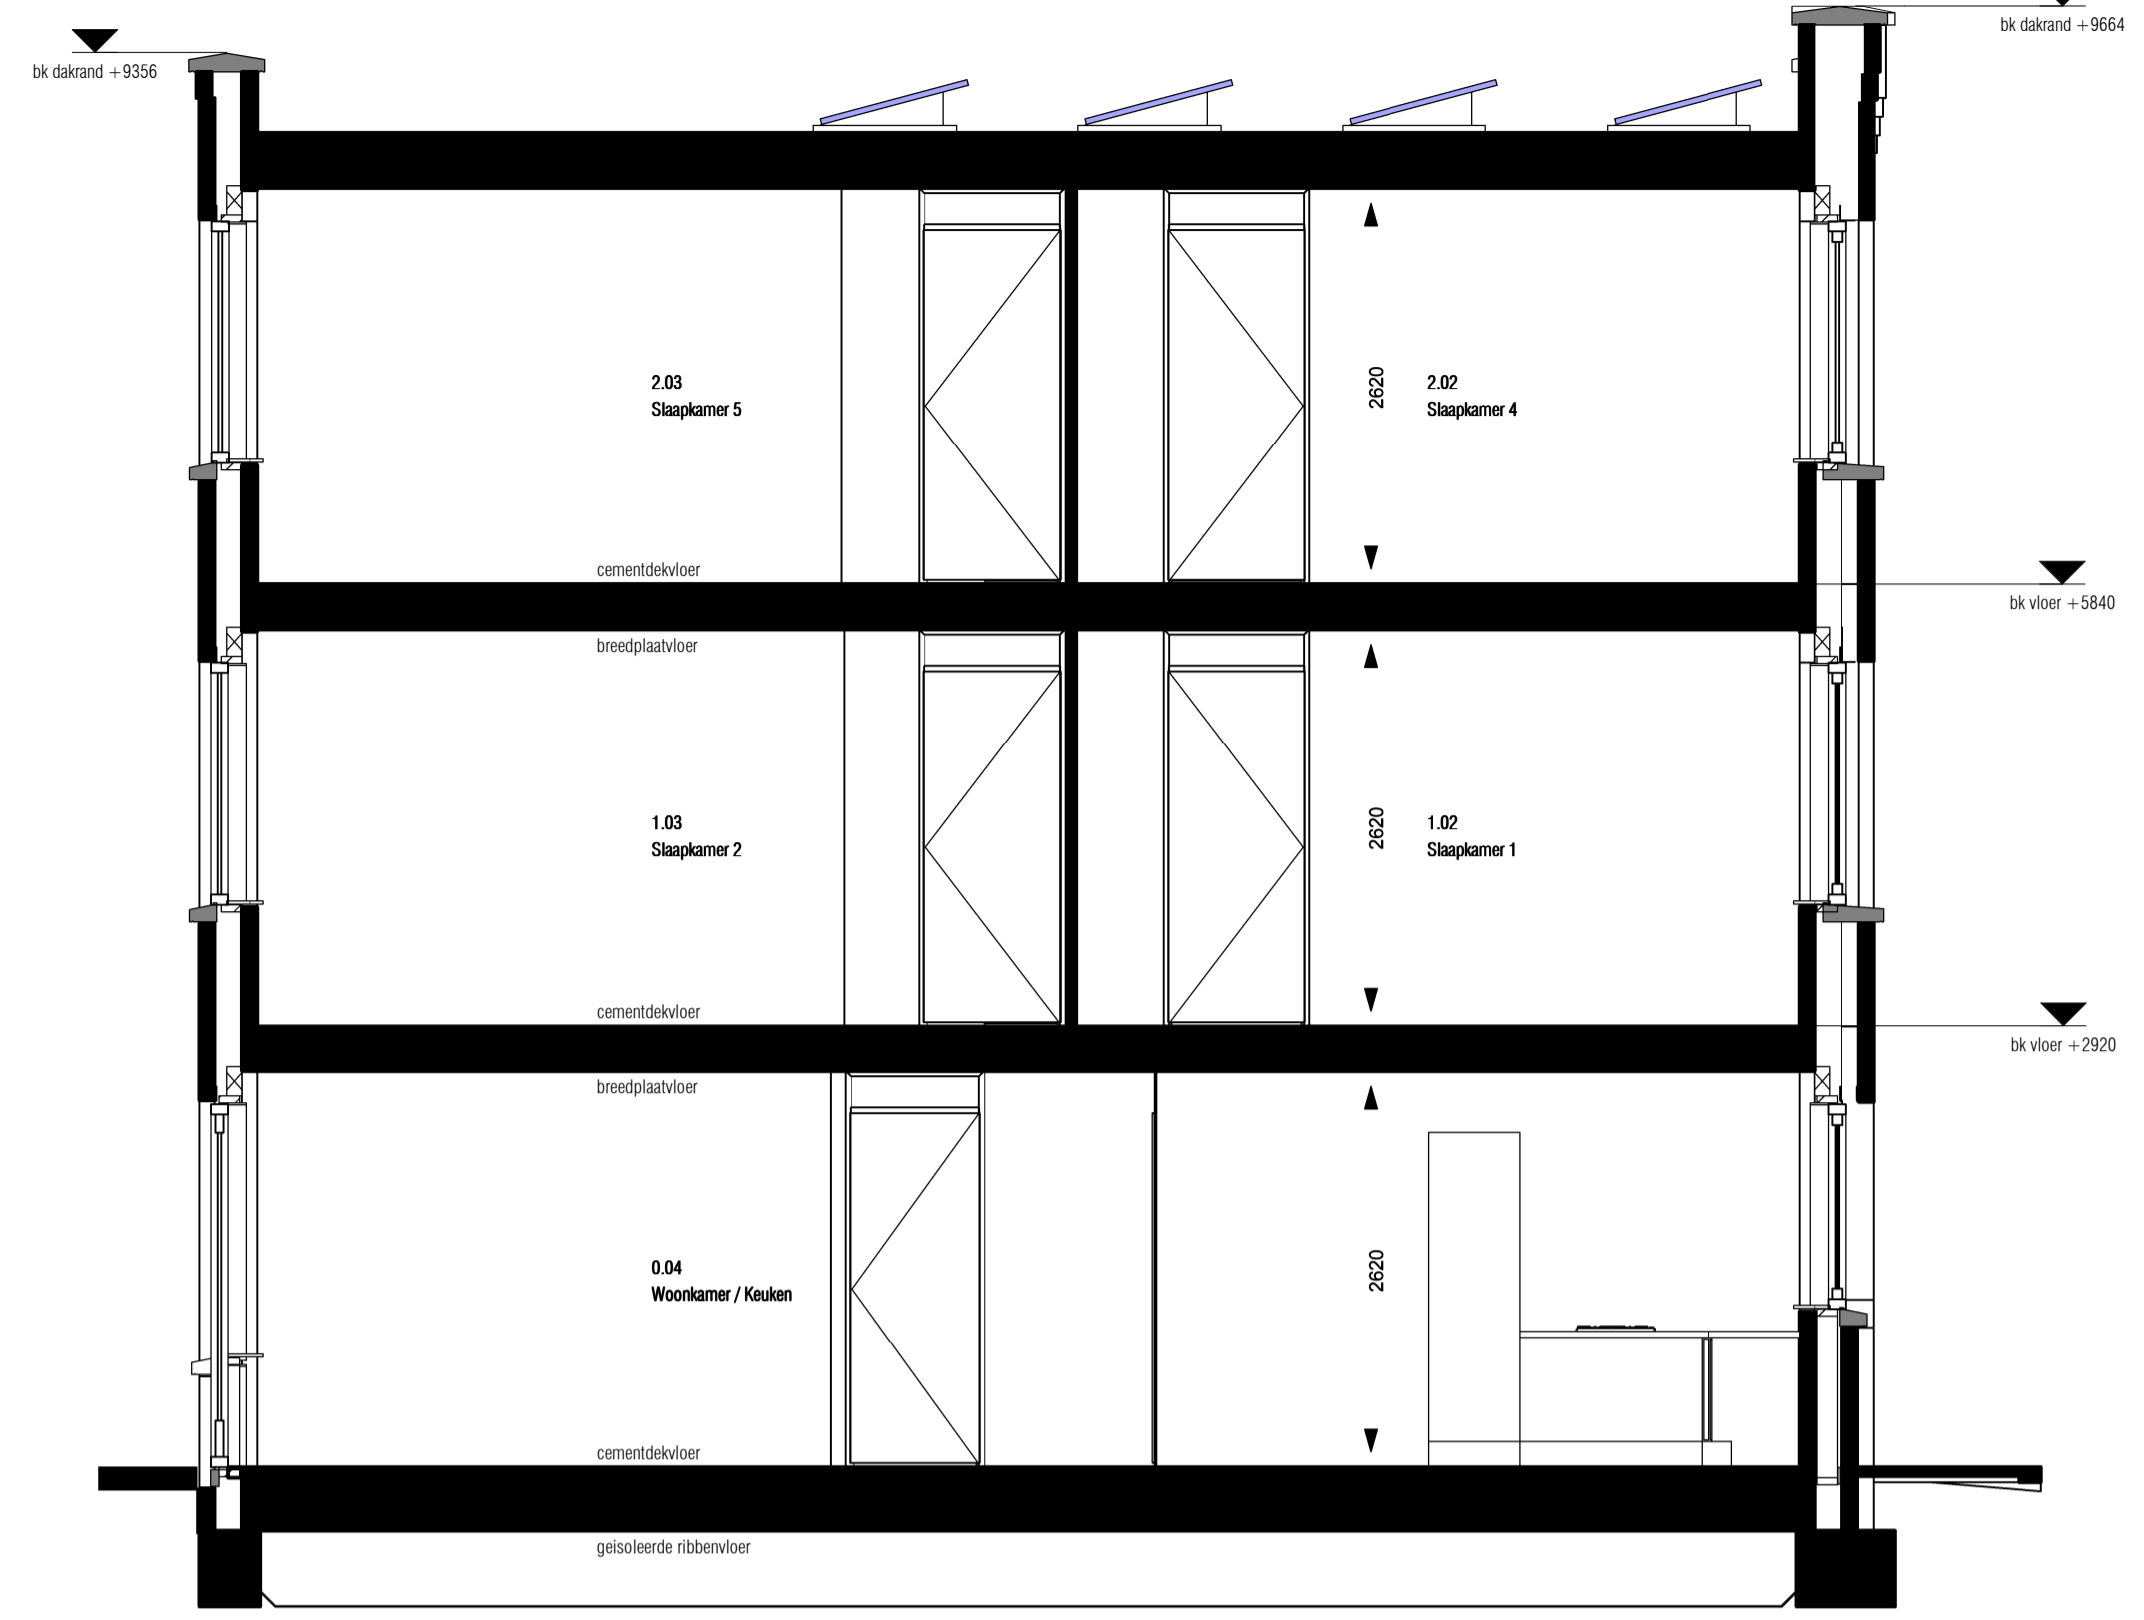 bk dakrand +9664
bk dakrand +9356
2.03
Slaapkamer 5
2620
2.02
Slaapkamer 4
cementdekvloer
bk vloer +5840
breedplaatvloer
1.03
Slaapkamer 2
2620
1.02
Slaapkamer 1
cementdekvloer
bk vloer +2920
breedplaatvloer
0.04
Woonkamer / Keuken
2620
cementdekvloer
geisoleerde ribbenvloer